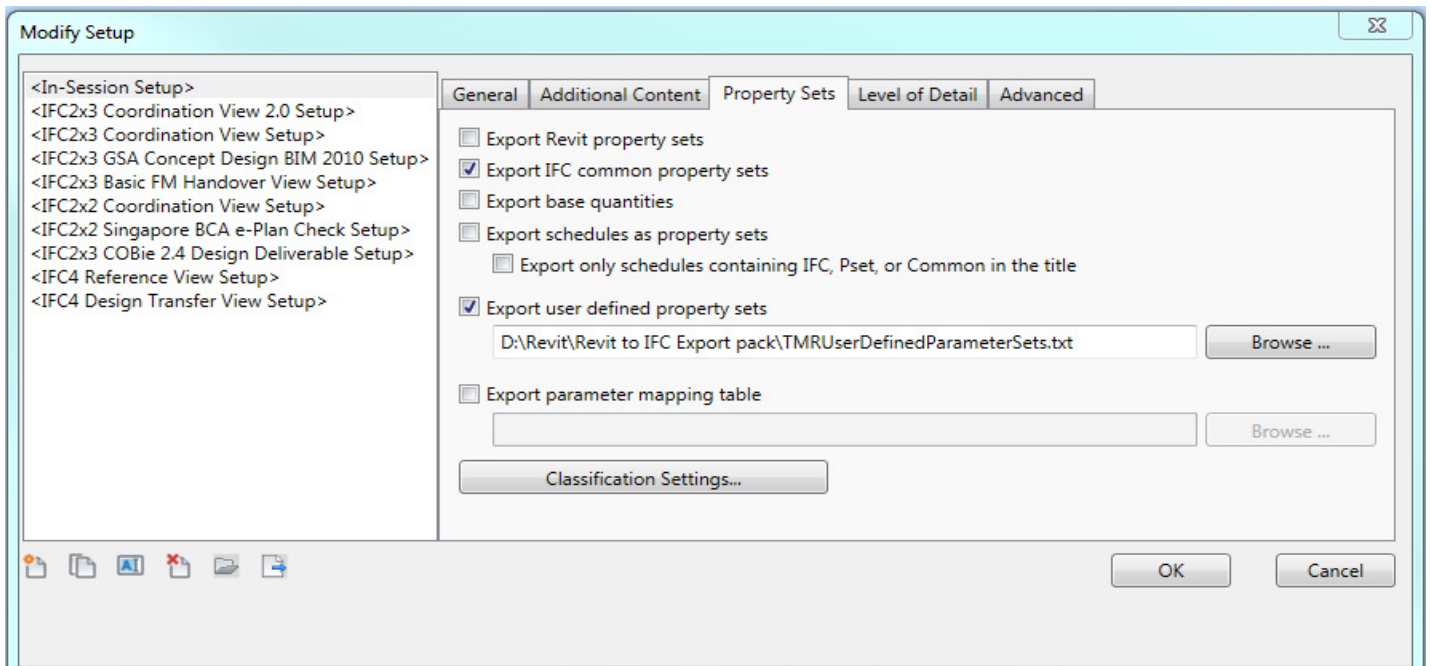 Modify Setup
<In-Session Setup>
<IFC2x3 Coordination View 2.0 Setup>
<IFC2x3 Coordination View Setup>
<IFC2x3 GSA Concept Design BIM 2010 Setup>
<IFC2x3 Basic FM Handover View Setup>
<IFC2x2 Coordination View Setup>
<IFC2x2 Singapore BCA e-Plan Check Setup>
<IFC2x3 COBie 2.4 Design Deliverable Setup>
<IFC4 Reference View Setup>
<IFC4 Design Transfer View Setup>
General Additional Content Property Sets Level of Detail Advanced
Export Revit property sets
Export IFC common property sets
Export base quantities
Export schedules as property sets
Export only schedules containing IFC, Pset, or Common in the title
Export user defined property sets
D:\Revit\Revit to IFC Export pack\TMRUserDefinedParameterSets.txt Browse ...
Export parameter mapping table
Browse ...
Classification Settings...
AI
OK Cancel